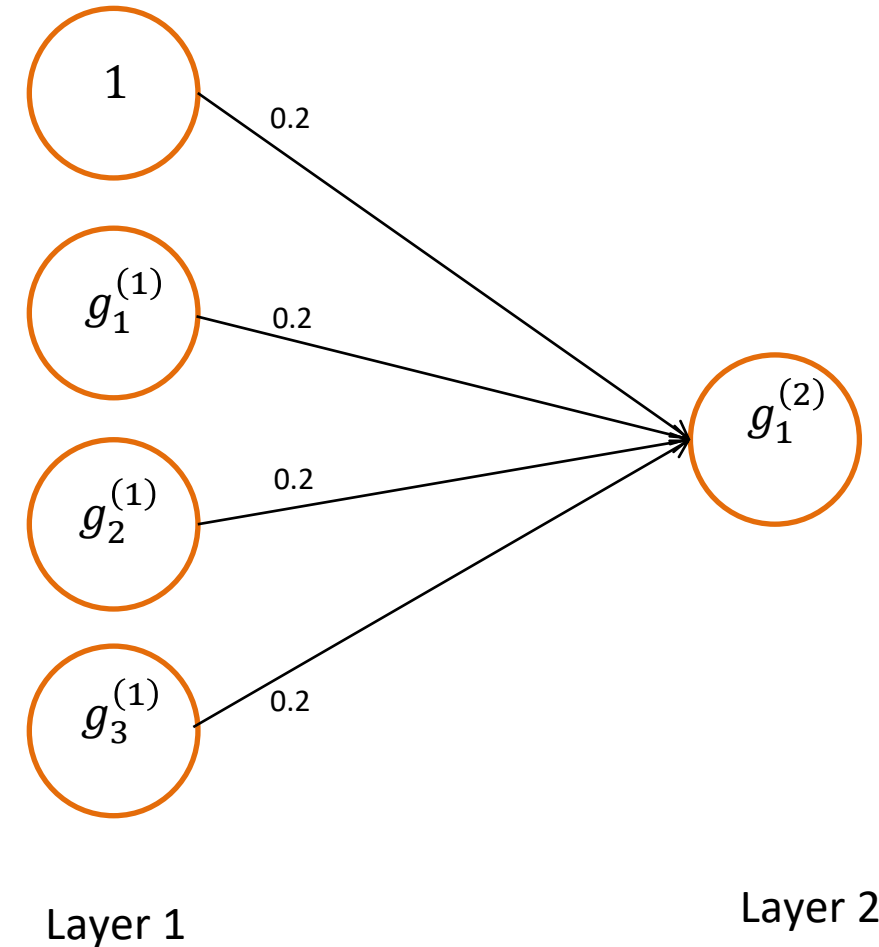 1
0.2
g_1^{(1)}
0.2
g_2^{(1)}
0.2
g_3^{(1)}
0.2
g_1^{(2)}
Layer 1
Layer 2